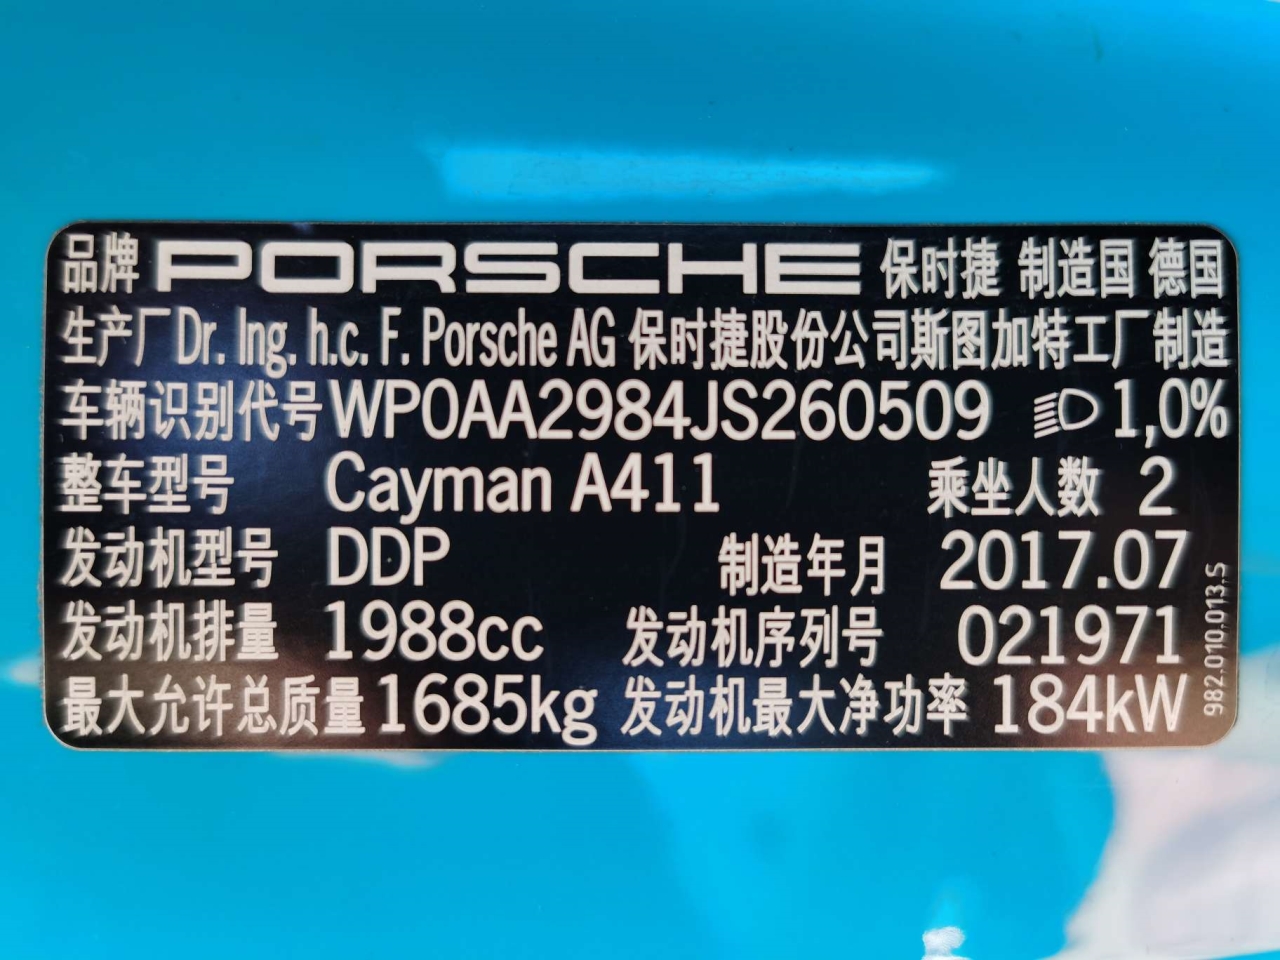 品牌 PORSCHE 保时捷 制造国 德国
生产厂 Dr. Ing. h.c. F. Porsche AG 保时捷股份公司斯图加特工厂制造
车辆识别代号 WP0AA2984JS260509 1,0%
整车型号 Cayman A411 乘坐人数 2
发动机型号 DDP 制造年月 2017.07
发动机排量 1988cc 发动机序列号 021971
最大允许总质量 1685kg 发动机最大净功率 184kW
982.010.013.S